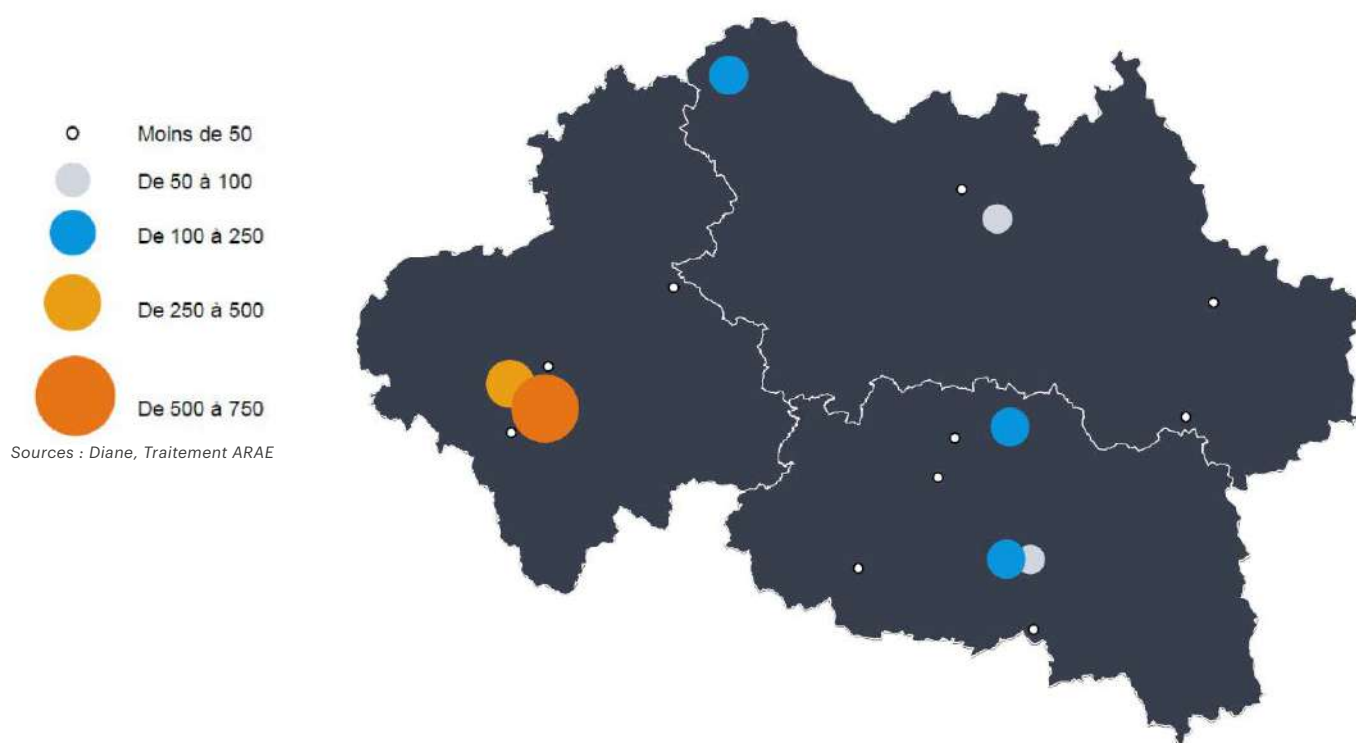 Moins de 50
De 50 à 100
De 100 à 250
De 250 à 500
De 500 à 750
Sources : Diane, Traitement ARAE